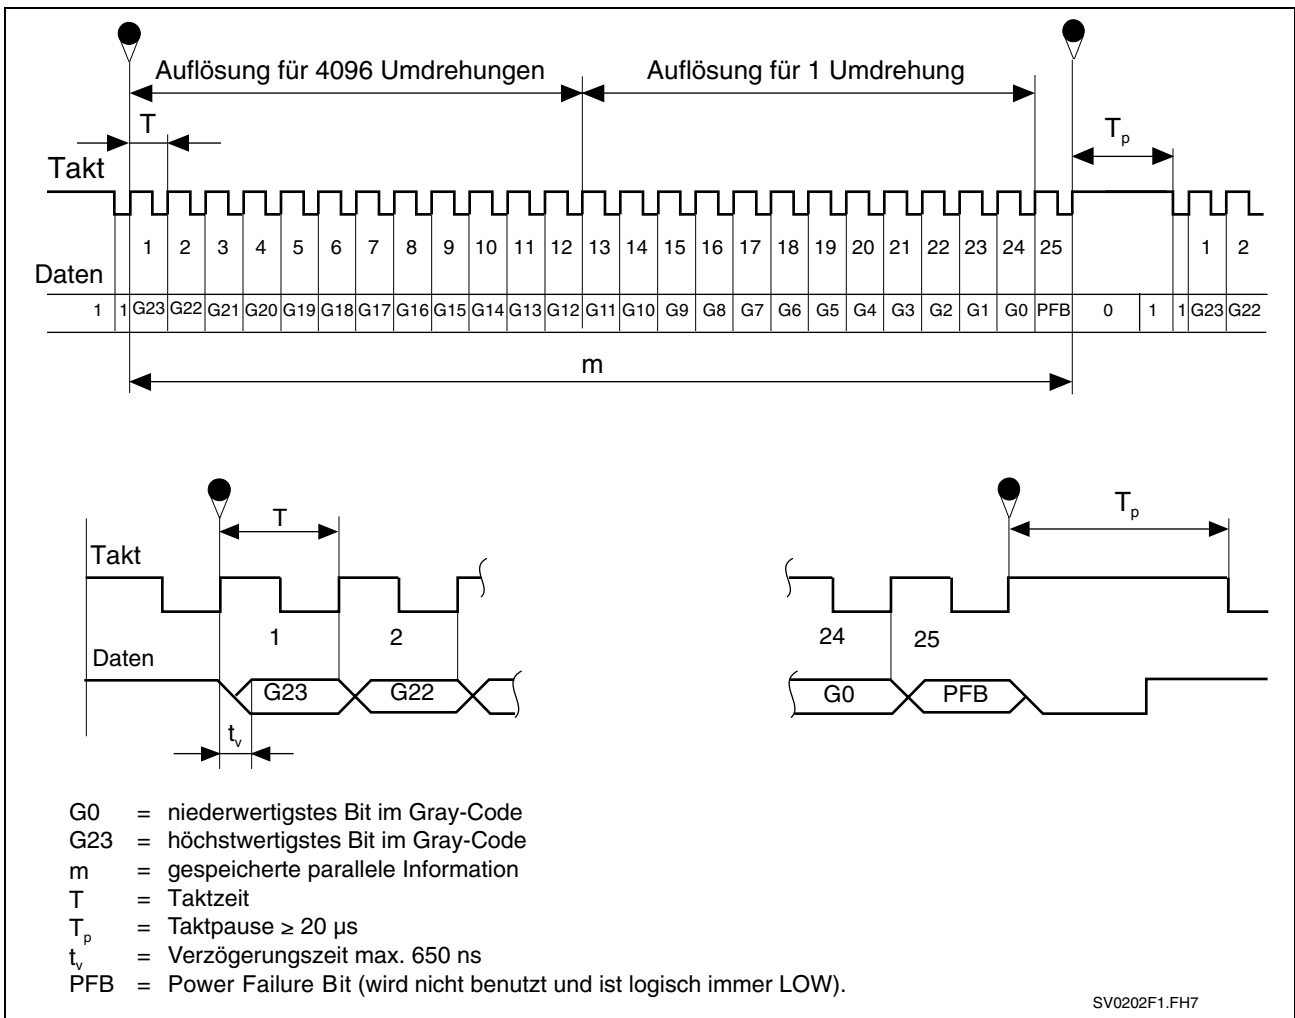 Auflösung für 4096 Umdrehungen Auflösung für 1 Umdrehung
T Tp
Takt
1 2 3 4 5 6 7 8 9 10 11 12 13 14 15 16 17 18 19 20 21 22 23 24 25 1 2
Daten
1 1 G23 G22 G21 G20 G19 G18 G17 G16 G15 G14 G13 G12 G11 G10 G9 G8 G7 G6 G5 G4 G3 G2 G1 G0 PFB 0 1 1 G23 G22
m
T Tp
Takt
1 2 24 25
Daten
G23 G22 G0 PFB
tv
G0 = niederwertigstes Bit im Gray-Code
G23 = höchstwertigstes Bit im Gray-Code
m = gespeicherte parallele Information
T = Taktzeit
Tp = Taktpause ≥ 20 µs
tv = Verzögerungszeit max. 650 ns
PFB = Power Failure Bit (wird nicht benutzt und ist logisch immer LOW).
SV0202F1.FH7